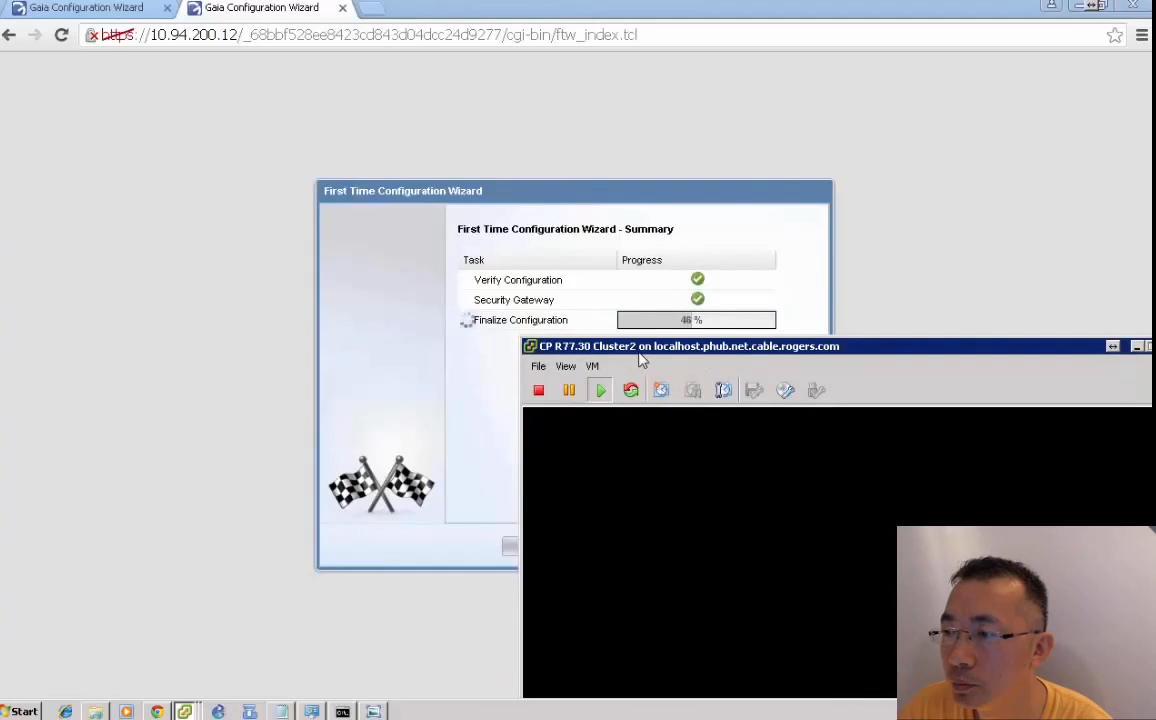 Gaia Configuration Wizard
Gaia Configuration Wizard
https://10.94.200.12/_68bbf528ee8423cd843d04dcc24d9277/cgi-bin/ftw_index.tcl
First Time Configuration Wizard
First Time Configuration Wizard - Summary
Task Progress
Verify Configuration
Security Gateway
Finalize Configuration 46 %
CP R77.30 Cluster2 on localhost.phub.net.cable.rogers.com
File View VM
Start